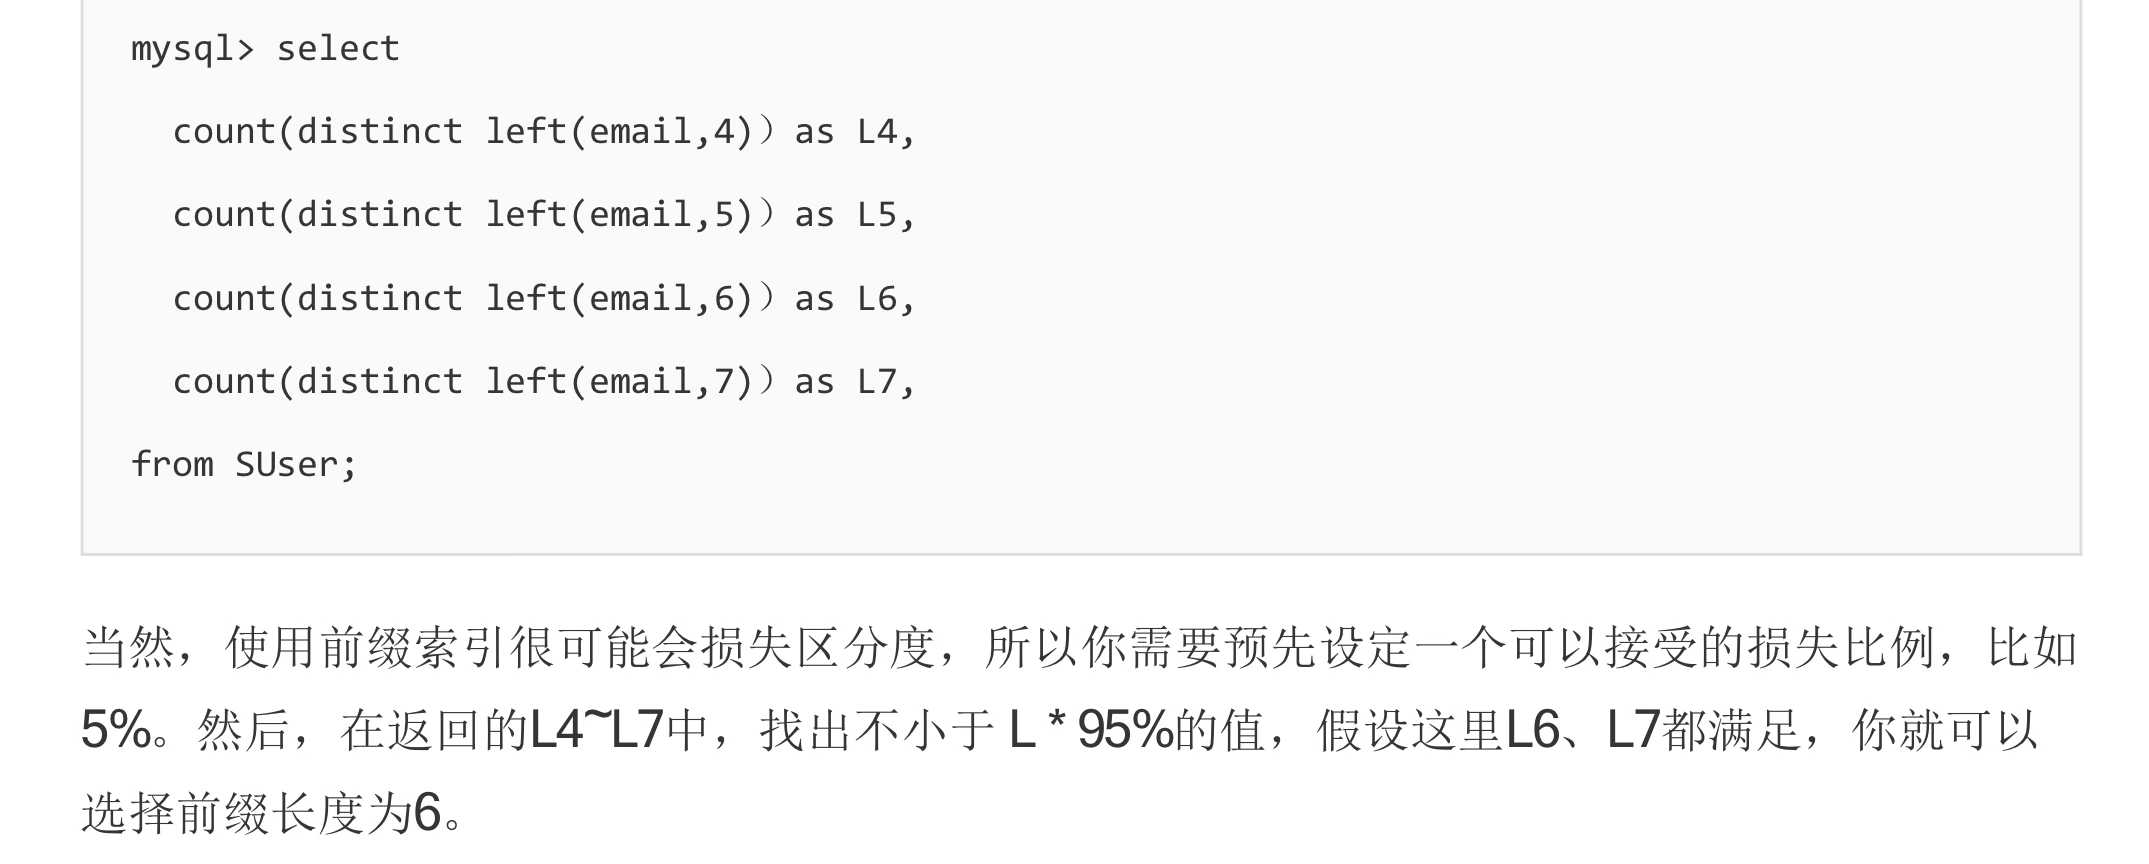 mysql> select
  count(distinct left(email,4)）as L4,
  count(distinct left(email,5)）as L5,
  count(distinct left(email,6)）as L6,
  count(distinct left(email,7)）as L7,
from SUser;
当然，使用前缀索引很可能会损失区分度，所以你需要预先设定一个可以接受的损失比例，比如
5%。然后，在返回的L4~L7中，找出不小于 L * 95%的值，假设这里L6、L7都满足，你就可以
选择前缀长度为6。